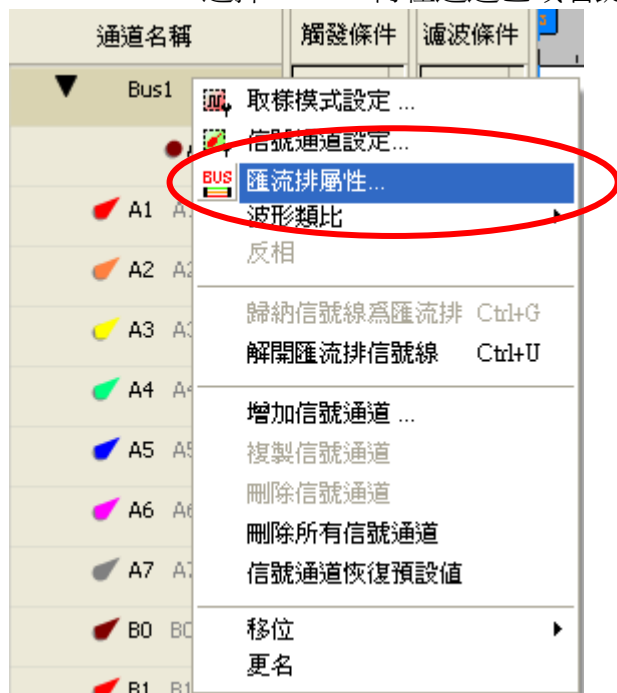 通道名稱 觸發條件 濾波條件
Bus1
取樣模式設定 ...
信號通道設定...
BUS 匯流排屬性...
A1 波形類比
反相
A2
歸納信號線為匯流排 Ctrl+G
A3
解開匯流排信號線 Ctrl+U
A4
增加信號通道 ...
A5 複製信號通道
刪除信號通道
A6
刪除所有信號通道
A7 信號通道恢復預設值
B0 B0 移位
更名
B1 B1